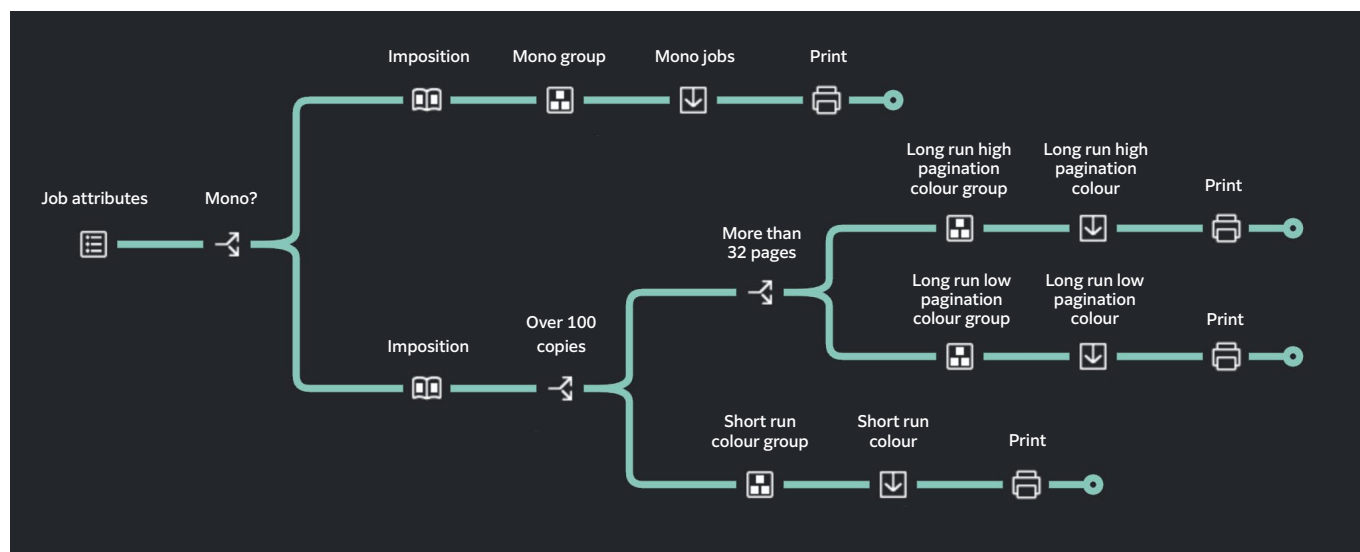 Imposition
Mono group
Mono jobs
Print
Job attributes
Mono?
Long run high
pagination
colour group
Long run high
pagination
colour
Print
More than
32 pages
Long run low
pagination
colour group
Long run low
pagination
colour
Print
Imposition
Over 100
copies
Short run
colour group
Short run
colour
Print